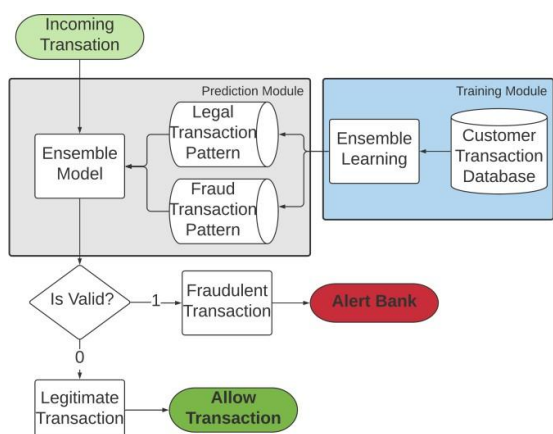 Incoming
Transation
Prediction Module
Training Module
Legal
Transaction
Pattern
Ensemble
Model
Fraud
Transaction
Pattern
Ensemble
Learning
Customer
Transaction
Database
Is Valid?
1
Fraudulent
Transaction
Alert Bank
0
Legitimate
Transaction
Allow
Transaction